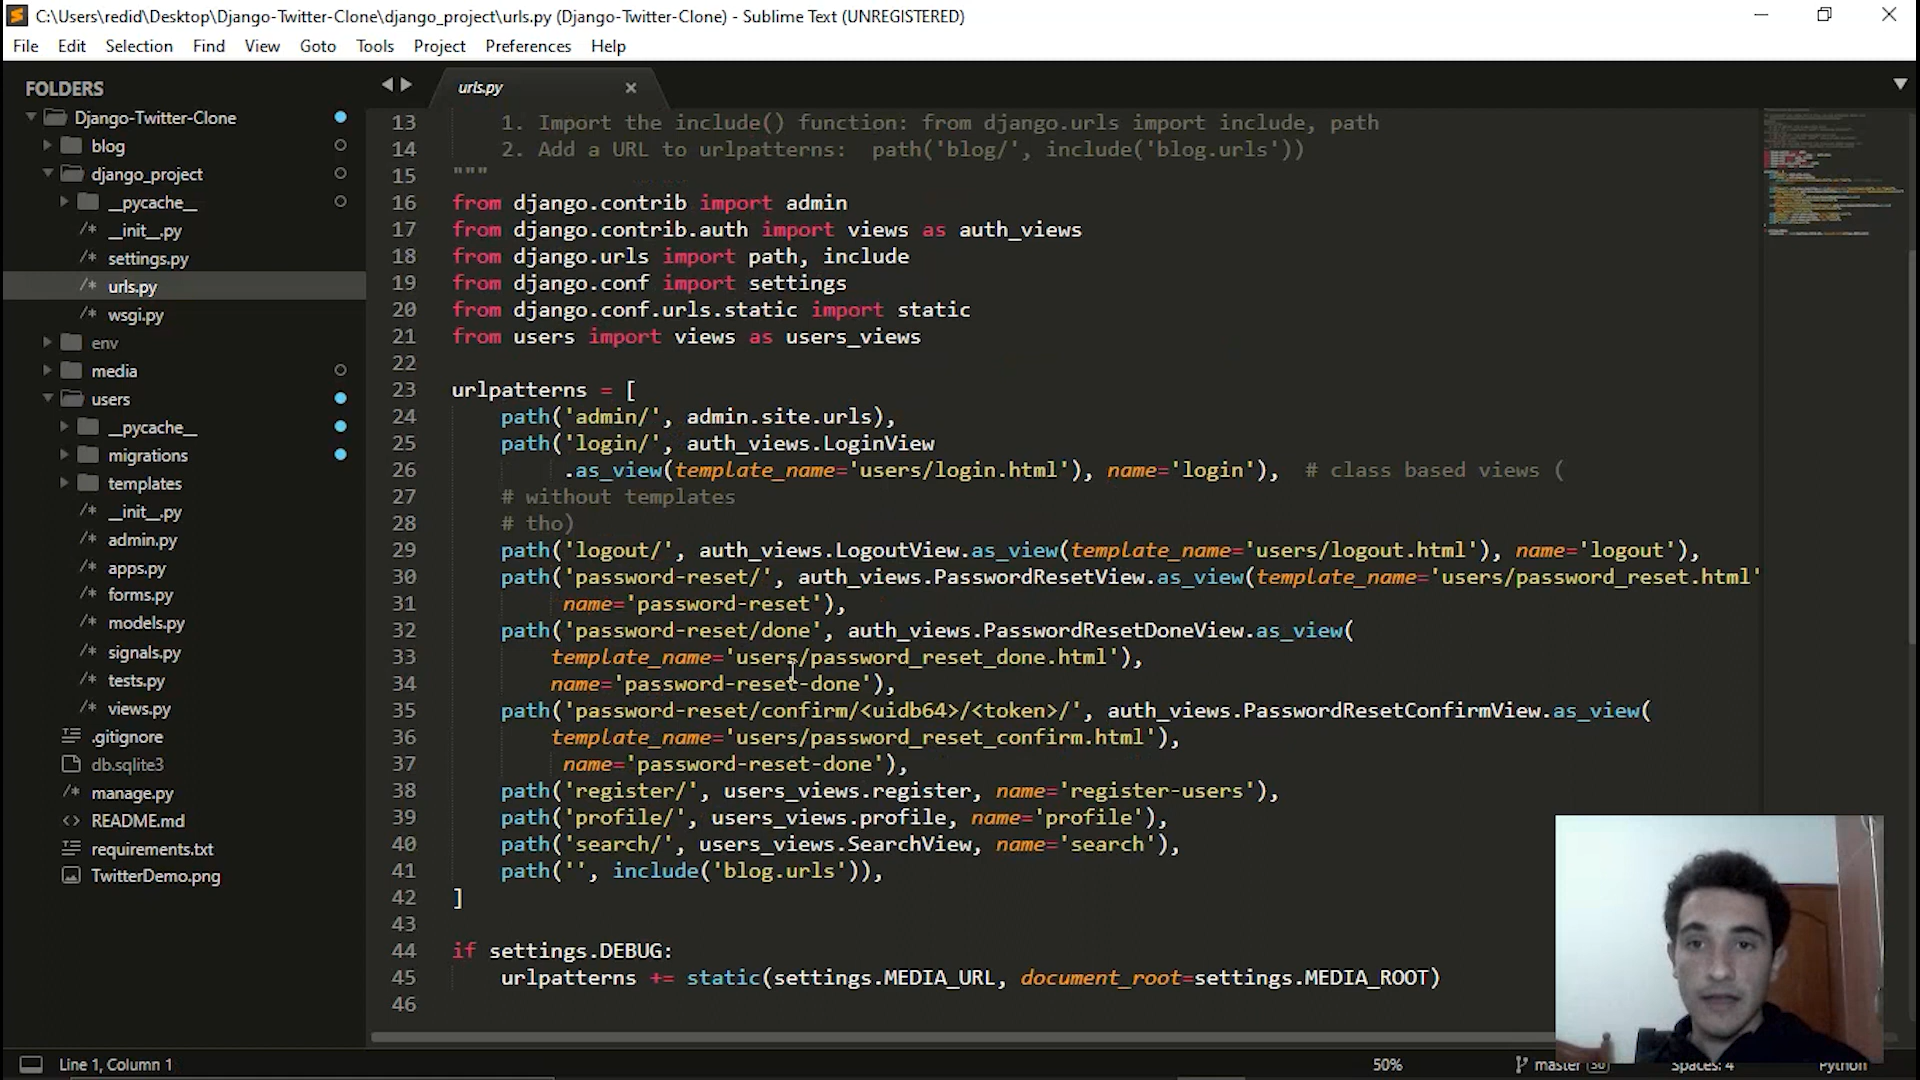 C:\Users\redid\Desktop\Django-Twitter-Clone\django_project\urls.py (Django-Twitter-Clone) - Sublime Text (UNREGISTERED)
File Edit Selection Find View Goto Tools Project Preferences Help
FOLDERS
Django-Twitter-Clone
blog
django_project
__pycache__
/* __init__.py
/* settings.py
/* urls.py
/* wsgi.py
env
media
users
__pycache__
migrations
templates
/* __init__.py
/* admin.py
/* apps.py
/* forms.py
/* models.py
/* signals.py
/* tests.py
/* views.py
.gitignore
db.sqlite3
/* manage.py
<> README.md
requirements.txt
TwitterDemo.png
urls.py
13 1. Import the include() function: from django.urls import include, path
14 2. Add a URL to urlpatterns:  path('blog/', include('blog.urls'))
15 """
16 from django.contrib import admin
17 from django.contrib.auth import views as auth_views
18 from django.urls import path, include
19 from django.conf import settings
20 from django.conf.urls.static import static
21 from users import views as users_views
22
23 urlpatterns = [
24 path('admin/', admin.site.urls),
25 path('login/', auth_views.LoginView
26 .as_view(template_name='users/login.html'), name='login'),  # class based views (
27 # without templates
28 # tho)
29 path('logout/', auth_views.LogoutView.as_view(template_name='users/logout.html'), name='logout'),
30 path('password-reset/', auth_views.PasswordResetView.as_view(template_name='users/password_reset.html'
31 name='password-reset'),
32 path('password-reset/done', auth_views.PasswordResetDoneView.as_view(
33 template_name='users/password_reset_done.html'),
34 name='password-reset-done'),
35 path('password-reset/confirm/<uidb64>/<token>/', auth_views.PasswordResetConfirmView.as_view(
36 template_name='users/password_reset_confirm.html'),
37 name='password-reset-done'),
38 path('register/', users_views.register, name='register-users'),
39 path('profile/', users_views.profile, name='profile'),
40 path('search/', users_views.SearchView, name='search'),
41 path('', include('blog.urls')),
42 ]
43
44 if settings.DEBUG:
45 urlpatterns += static(settings.MEDIA_URL, document_root=settings.MEDIA_ROOT)
46
Line 1, Column 1
50%
master 30
Spaces: 4
Python